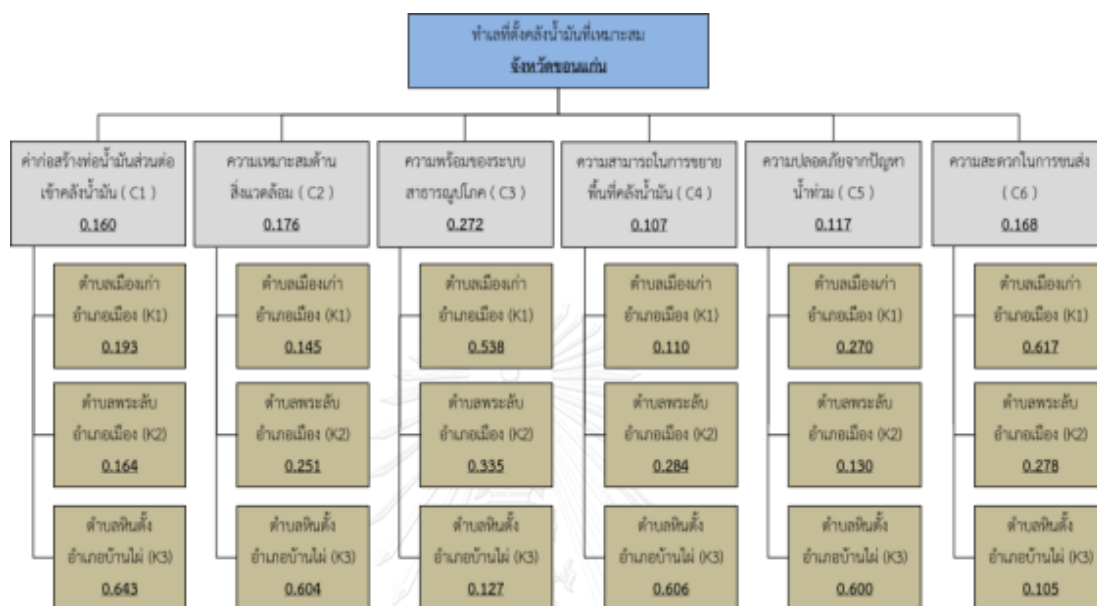 ทำเลที่ตั้งคลังน้ำมันที่เหมาะสม
จังหวัดขอนแก่น
ค่าก่อสร้างท่อน้ำมันส่วนต่อ
เข้าคลังน้ำมัน ( C1 )
0.160
ความเหมาะสมด้าน
สิ่งแวดล้อม ( C2 )
0.176
ความพร้อมของระบบ
สาธารณูปโภค ( C3 )
0.272
ความสามารถในการขยาย
พื้นที่คลังน้ำมัน ( C4 )
0.107
ความปลอดภัยจากปัญหา
น้ำท่วม ( C5 )
0.117
ความสะดวกในการขนส่ง
( C6 )
0.168
ตำบลเมืองเก่า
อำเภอเมือง (K1)
0.193
ตำบลเมืองเก่า
อำเภอเมือง (K1)
0.145
ตำบลเมืองเก่า
อำเภอเมือง (K1)
0.538
ตำบลเมืองเก่า
อำเภอเมือง (K1)
0.110
ตำบลเมืองเก่า
อำเภอเมือง (K1)
0.270
ตำบลเมืองเก่า
อำเภอเมือง (K1)
0.617
ตำบลพระลับ
อำเภอเมือง (K2)
0.164
ตำบลพระลับ
อำเภอเมือง (K2)
0.251
ตำบลพระลับ
อำเภอเมือง (K2)
0.335
ตำบลพระลับ
อำเภอเมือง (K2)
0.284
ตำบลพระลับ
อำเภอเมือง (K2)
0.130
ตำบลพระลับ
อำเภอเมือง (K2)
0.278
ตำบลหินตั้ง
อำเภอบ้านไผ่ (K3)
0.643
ตำบลหินตั้ง
อำเภอบ้านไผ่ (K3)
0.604
ตำบลหินตั้ง
อำเภอบ้านไผ่ (K3)
0.127
ตำบลหินตั้ง
อำเภอบ้านไผ่ (K3)
0.606
ตำบลหินตั้ง
อำเภอบ้านไผ่ (K3)
0.600
ตำบลหินตั้ง
อำเภอบ้านไผ่ (K3)
0.105